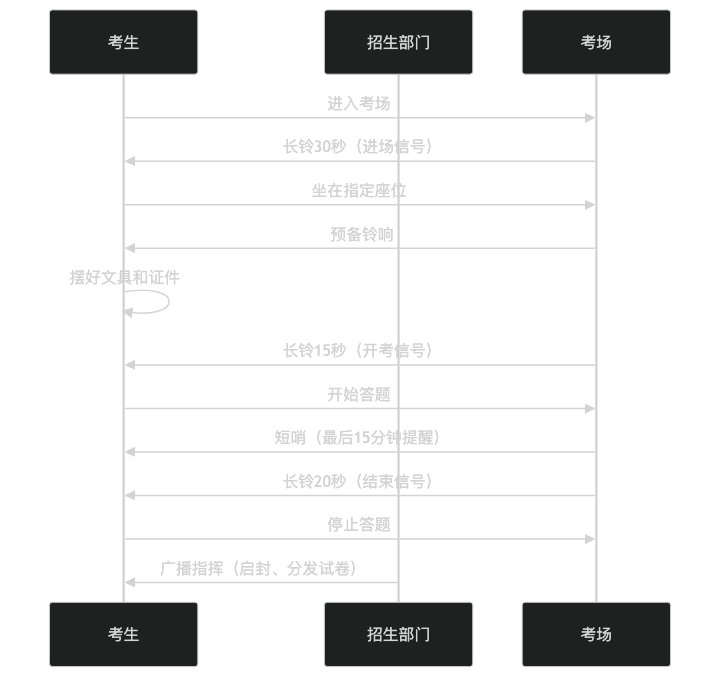 考生
招生部门
考场
进入考场
长铃30秒（进场信号）
坐在指定座位
预备铃响
摆好文具和证件
长铃15秒（开考信号）
开始答题
短哨（最后15分钟提醒）
长铃20秒（结束信号）
停止答题
广播指挥（启封、分发试卷）
考生
招生部门
考场